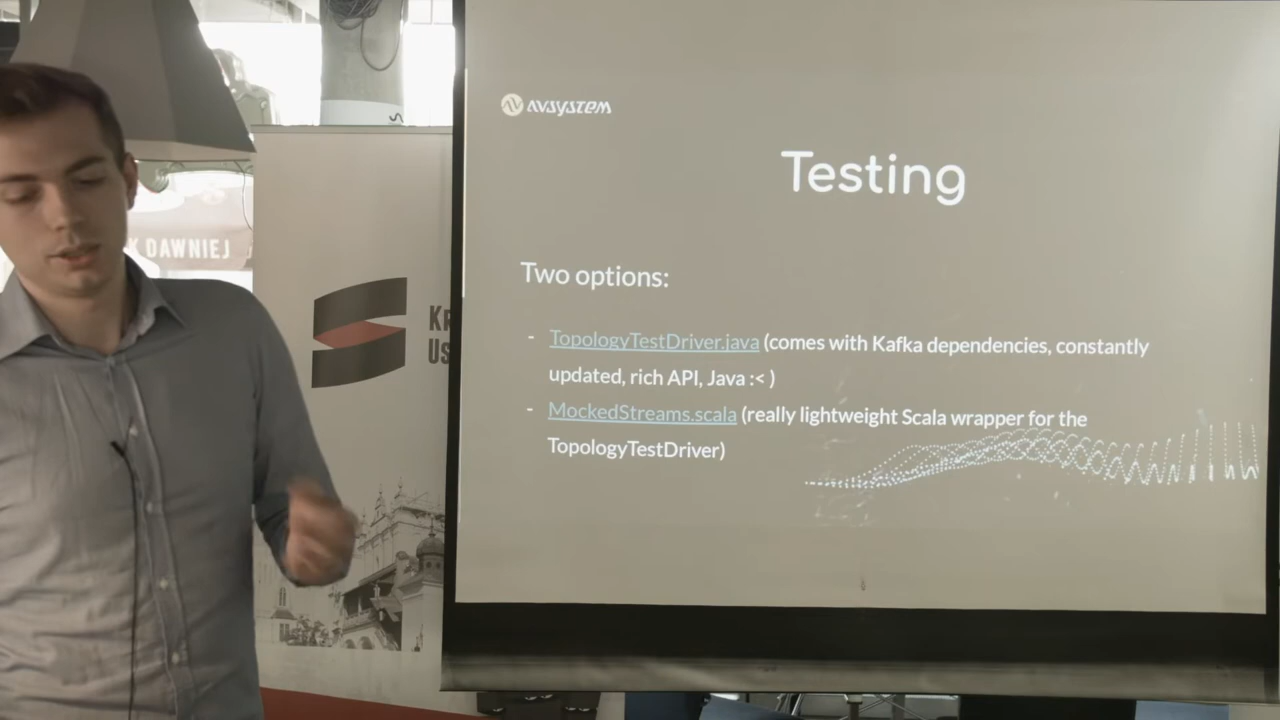 AVSYSTEM
Testing
K DAWNIEJ
Two options:
- TopologyTestDriver.java (comes with Kafka dependencies, constantly
updated, rich API, Java :< )
- MockedStreams.scala (really lightweight Scala wrapper for the
TopologyTestDriver)